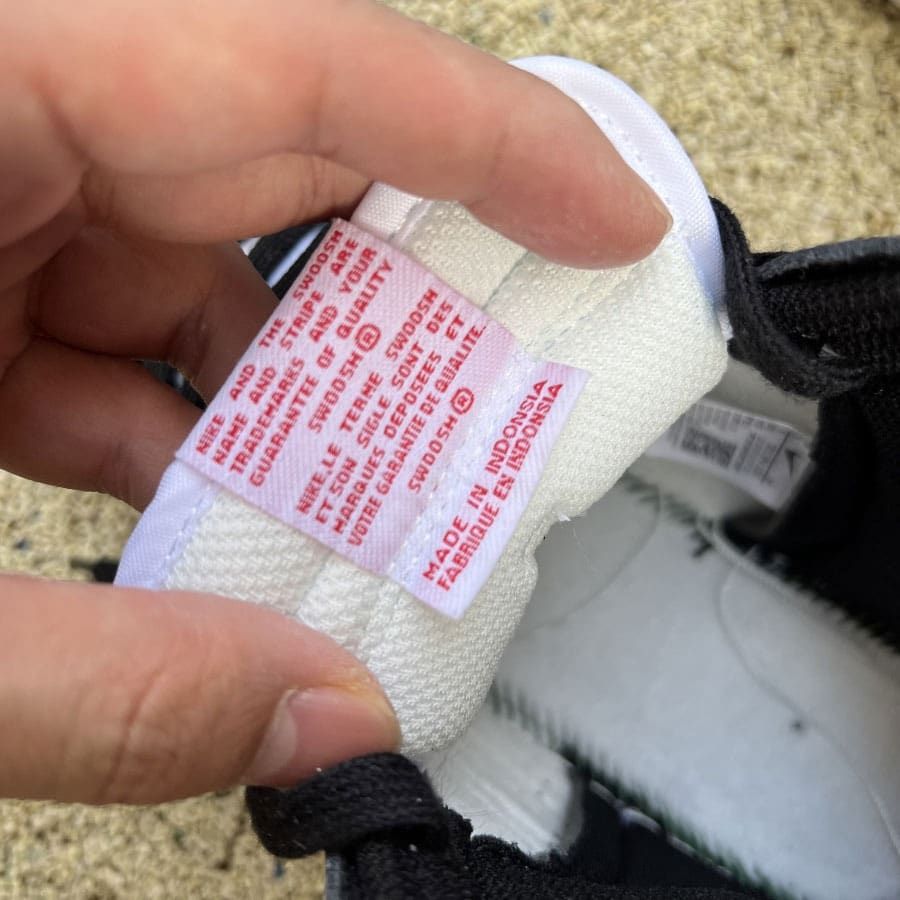 NIKE AND THE SWOOSH
NAME AND STRIPE ARE
TRADEMARKS AND YOUR
GUARANTEE OF QUALITY
SWOOSH®
NIKE.LE TERME SWOOSH
ET SON SIGLE SONT DES
MARQUES DEPOSEES ET
VOTRE GARANTIE DE QUALITE.
SWOOSH®
MADE IN INDONESIA
FABRIQUE EN INDONESIA